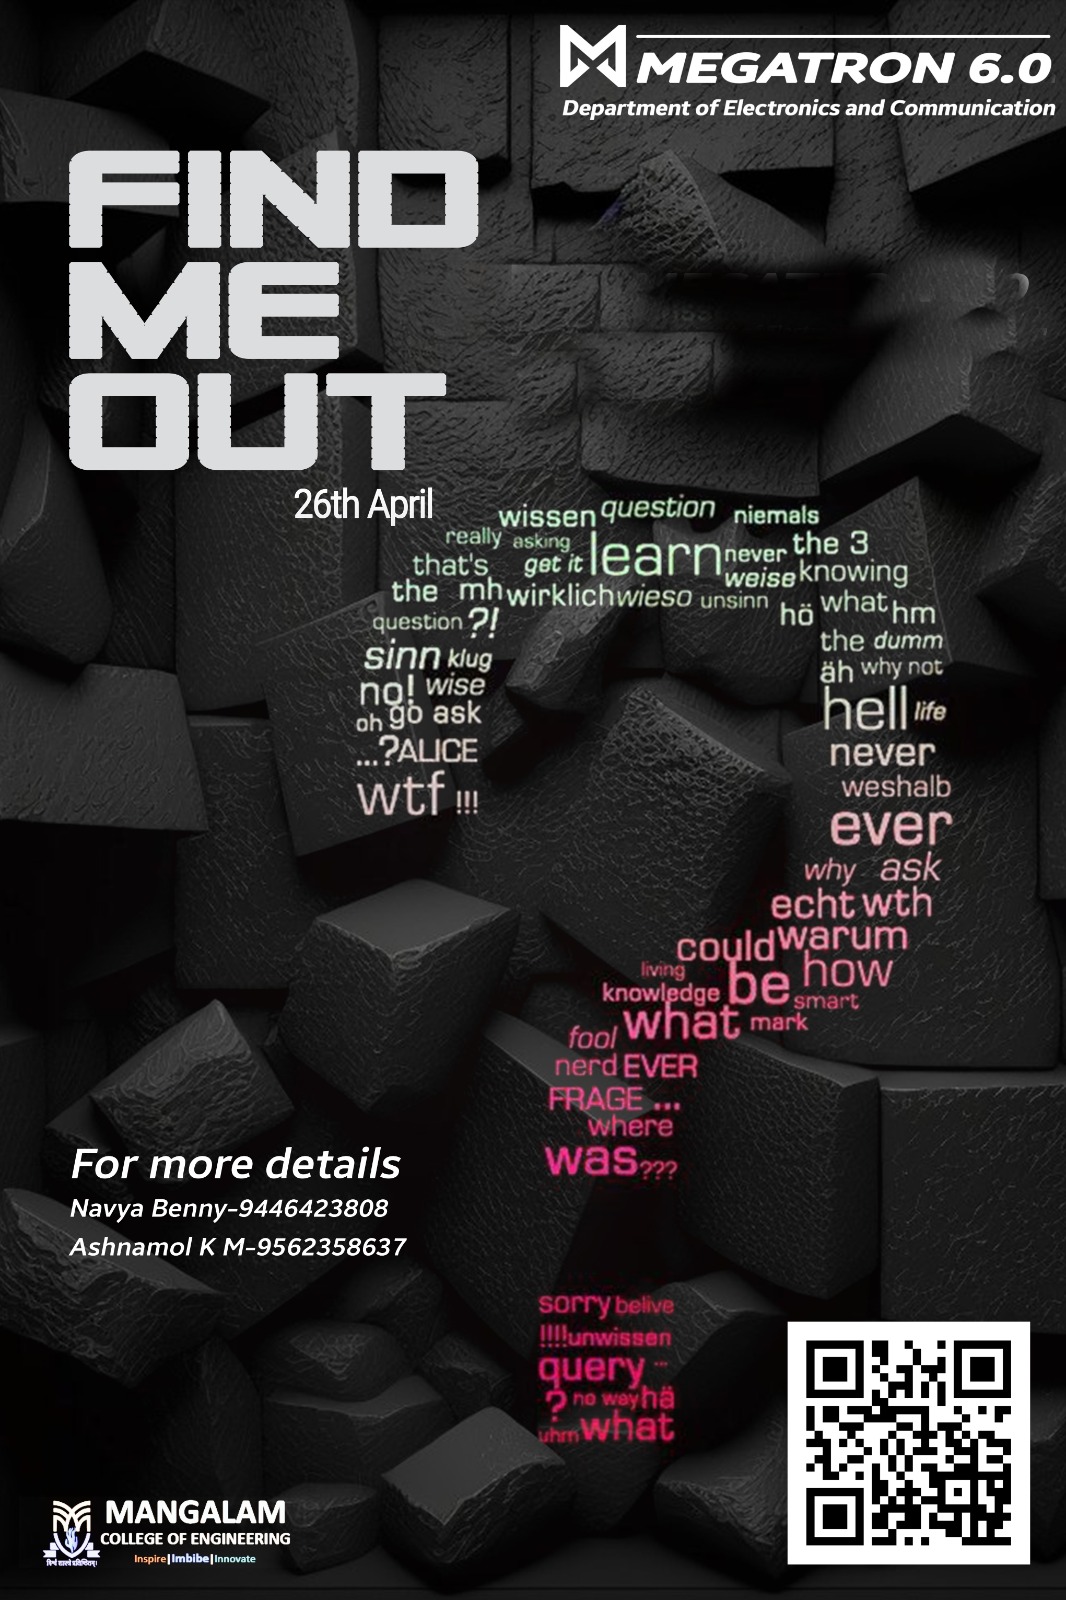 MEGATRON 6.0
Department of Electronics and Communication
FIND
ME
OUT
26th April
wissen question niemals
really asking learn never the 3
that's get it weise knowing
the mh wirklich wieso unsinn hö what hm
question ?! the dumm
sinn klug äh why not
no! wise hell life
oh go ask
...?ALICE never
wtf !!! weshalb
ever
why ask
echt wth
could warum
living be how
knowledge smart
fool what mark
nerd EVER
FRAGE ...
where
was???
For more details
Navya Benny-9446423808
Ashnamol K M-9562358637
sorry belive
!!!!unwissen
query ...
? no way hä
uhm what
MANGALAM
COLLEGE OF ENGINEERING
Inspire|Imbibe|Innovate